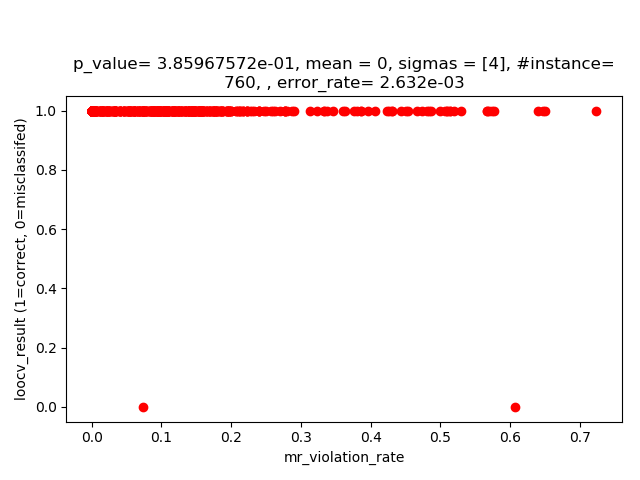 p_value= 3.85967572e-01, mean = 0, sigmas = [4], #instance=
760, , error_rate= 2.632e-03
1.0
0.8
0.6
0.4
0.2
0.0
loocv_result (1=correct, 0=misclassifed)
0.0 0.1 0.2 0.3 0.4 0.5 0.6 0.7
mr_violation_rate